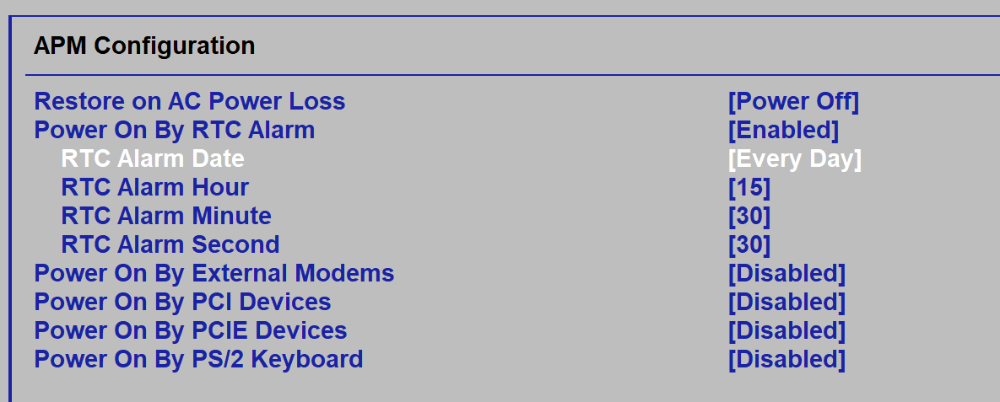 APM Configuration
Restore on AC Power Loss [Power Off]
Power On By RTC Alarm [Enabled]
RTC Alarm Date [Every Day]
RTC Alarm Hour [15]
RTC Alarm Minute [30]
RTC Alarm Second [30]
Power On By External Modems [Disabled]
Power On By PCI Devices [Disabled]
Power On By PCIE Devices [Disabled]
Power On By PS/2 Keyboard [Disabled]